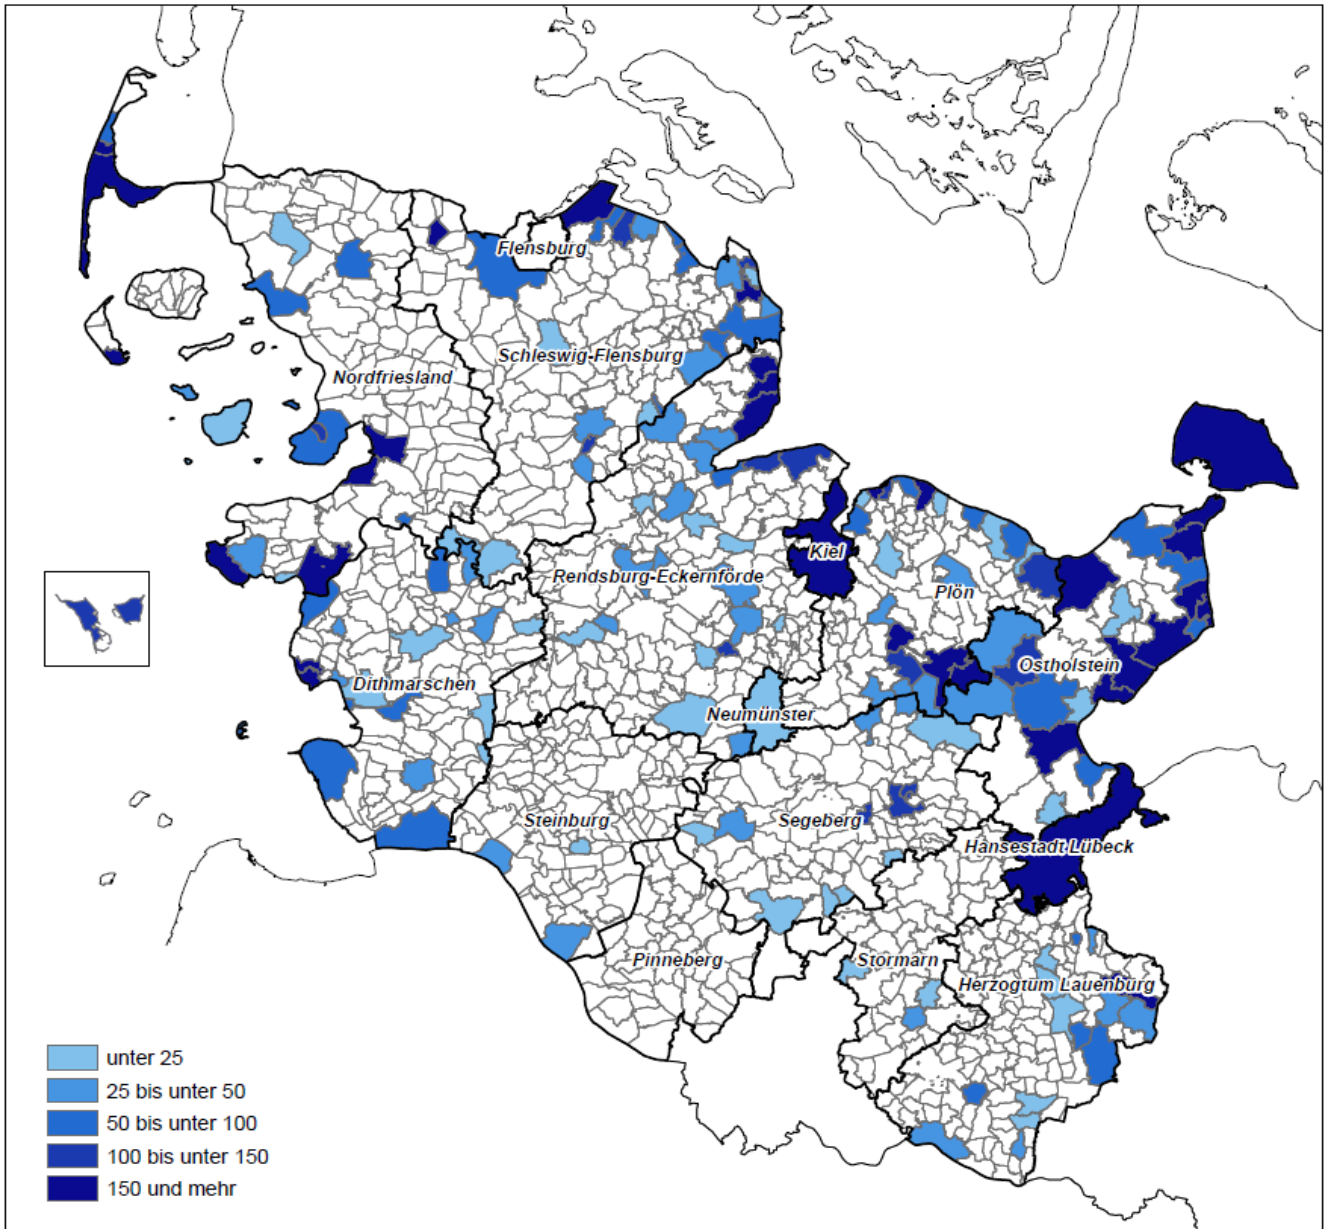 Flensburg
Schleswig-Flensburg
Nordfriesland
Kiel
Rendsburg-Eckernförde
Plön
Ostholstein
Dithmarschen
Neumünster
Steinburg
Segeberg
Hansestadt Lübeck
Pinneberg
Stormarn
Herzogtum Lauenburg
unter 25
25 bis unter 50
50 bis unter 100
100 bis unter 150
150 und mehr